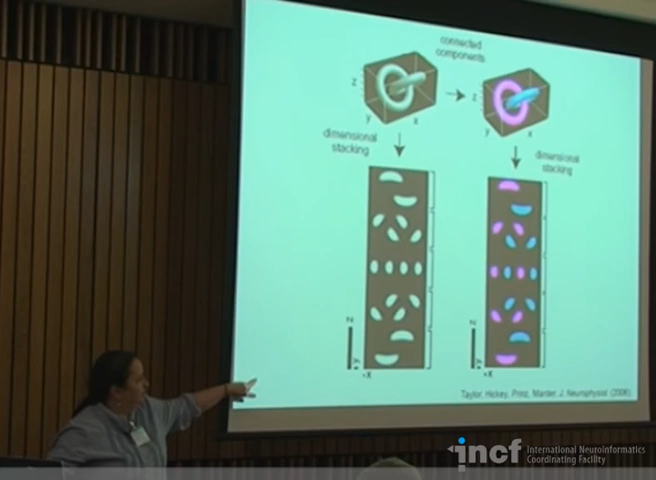 connected
components
z
y
x
z
y
x
dimensional
stacking
dimensional
stacking
z
y
x
z
y
x
Taylor, Hickey, Prinz, Marder, J. Neurophysiol. (2006)
incf
International Neuroinformatics
Coordinating Facility